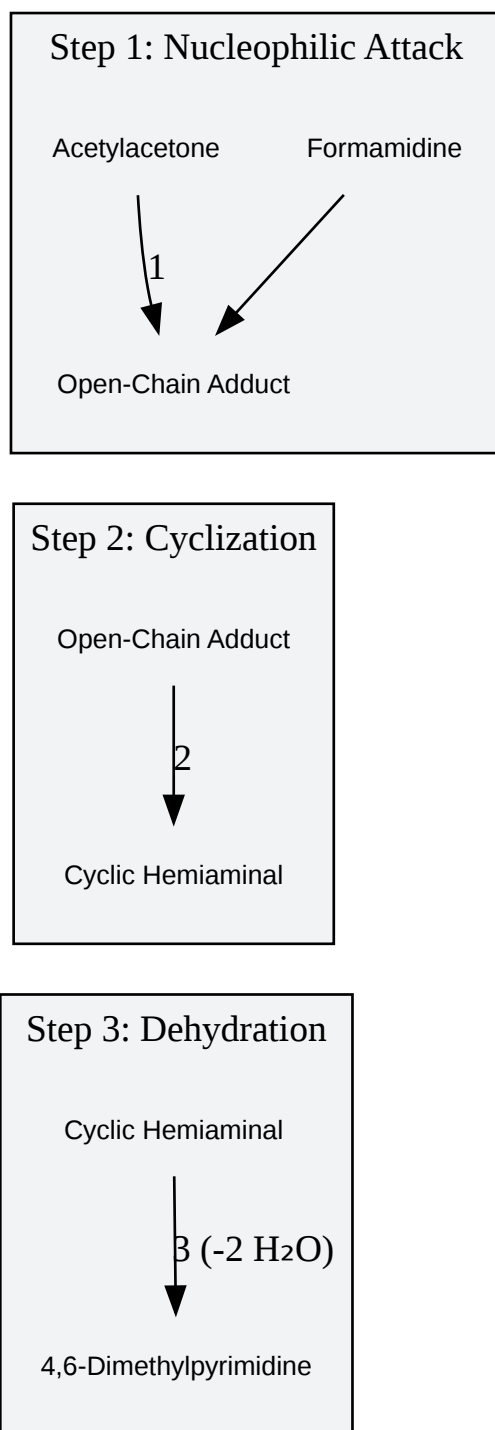 Step 1: Nucleophilic Attack
Acetylacetone Formamidine
1
Open-Chain Adduct
Step 2: Cyclization
Open-Chain Adduct
2
Cyclic Hemiaminal
Step 3: Dehydration
Cyclic Hemiaminal
3 (-2 H₂O)
4,6-Dimethylpyrimidine